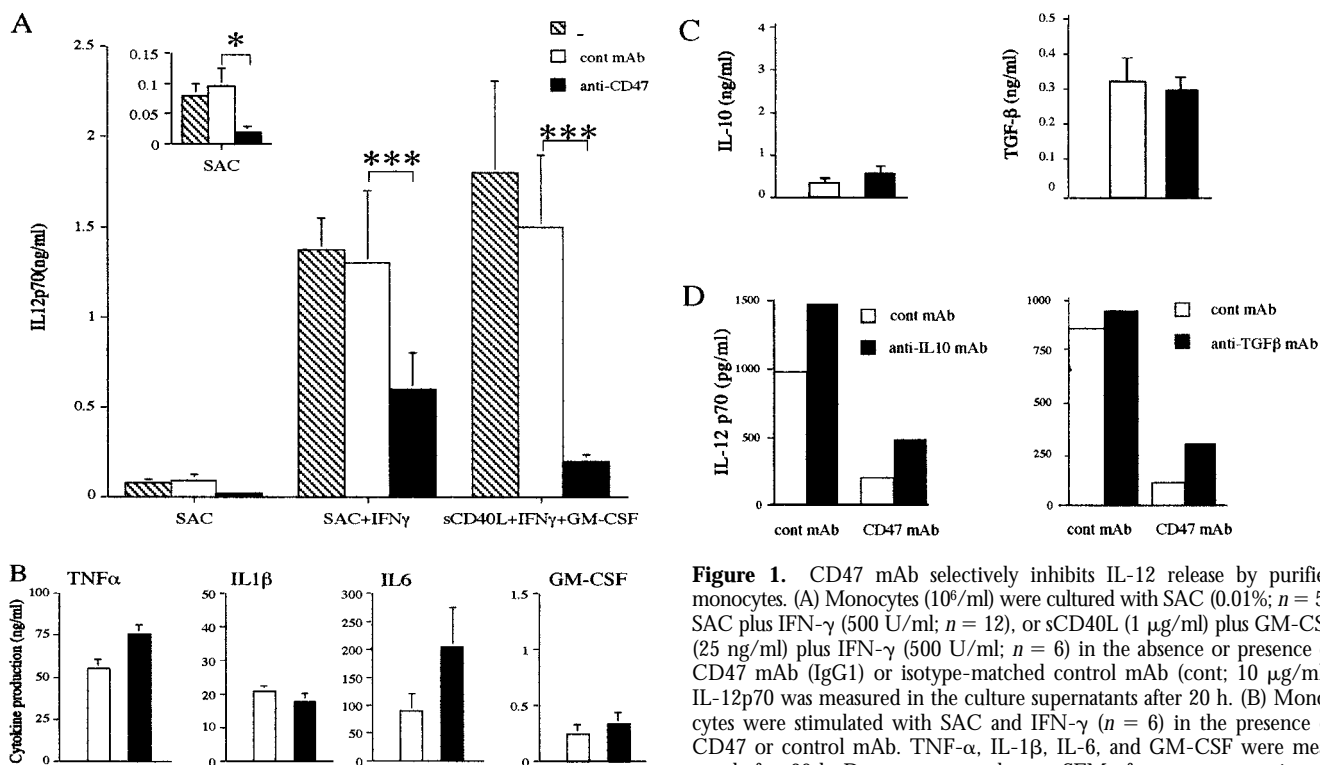 A
2.5
2
1.5
1
0.5
0
IL12p70(ng/ml)
0.15
0.1
0.05
0
*
SAC
-
cont mAb
anti-CD47
***
***
SAC
SAC+IFNγ
sCD40L+IFNγ+GM-CSF
B
Cytokine production (ng/ml)
TNFα
100
75
50
25
0
IL1β
50
40
30
20
10
0
IL6
300
250
200
150
100
50
0
GM-CSF
1.5
1
0.5
0
C
IL-10 (ng/ml)
4
3
2
1
0
TGF-β (ng/ml)
0.5
0.4
0.3
0.2
0.1
0
D
IL-12 p70 (pg/ml)
1500
1000
500
0
cont mAb
anti-IL10 mAb
cont mAb
CD47 mAb
1000
750
500
250
0
cont mAb
anti-TGFβ mAb
cont mAb
CD47 mAb
Figure 1. CD47 mAb selectively inhibits IL-12 release by purifie
monocytes. (A) Monocytes (10⁶/ml) were cultured with SAC (0.01%; n = 5
SAC plus IFN-γ (500 U/ml; n = 12), or sCD40L (1 μg/ml) plus GM-CS
(25 ng/ml) plus IFN-γ (500 U/ml; n = 6) in the absence or presence
CD47 mAb (IgG1) or isotype-matched control mAb (cont; 10 μg/ml
IL-12p70 was measured in the culture supernatants after 20 h. (B) Mono
cytes were stimulated with SAC and IFN-γ (n = 6) in the presence
CD47 or control mAb. TNF-α, IL-1β, IL-6, and GM-CSF were mea